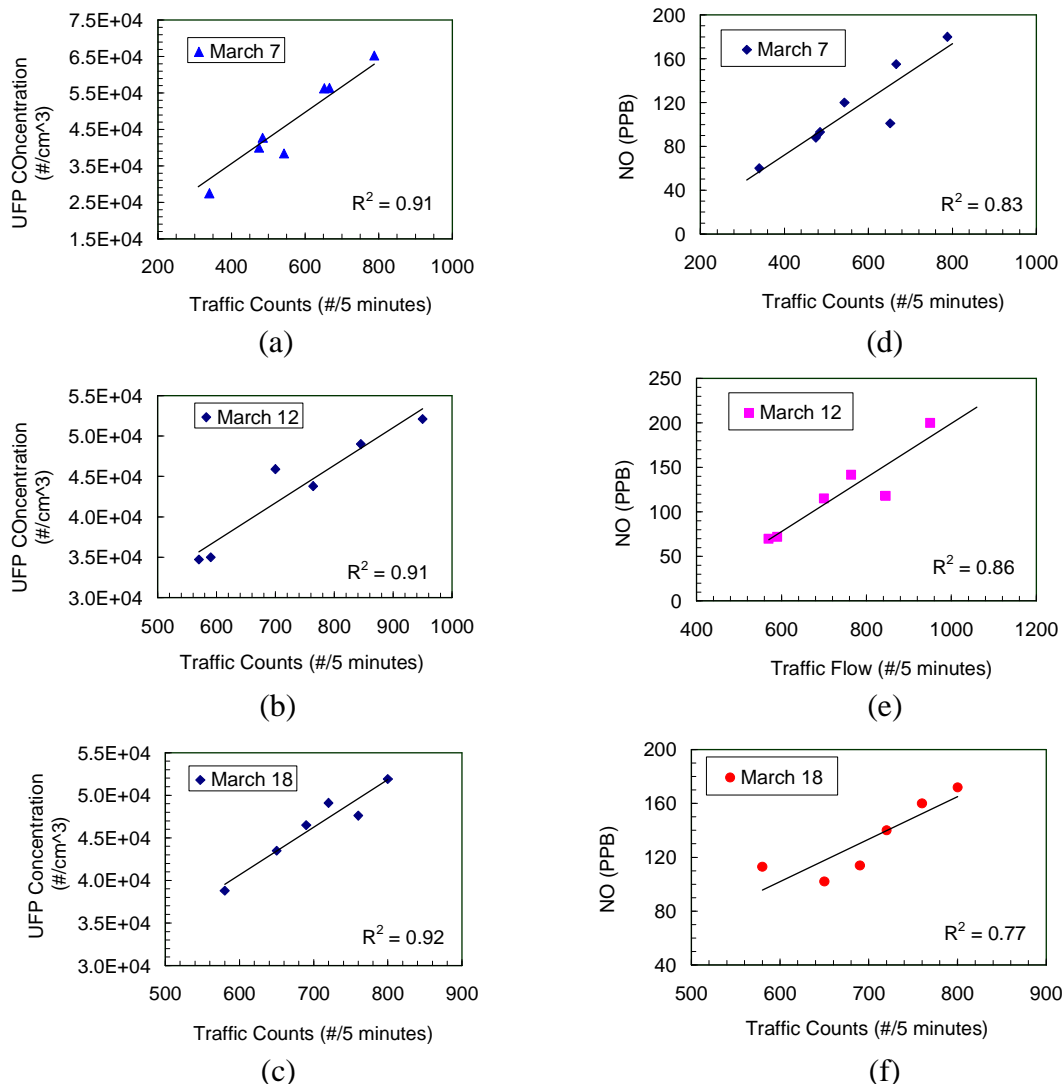 7.5E+04
6.5E+04
5.5E+04
4.5E+04
3.5E+04
2.5E+04
1.5E+04
UFP COncentration
(#/cm^3)
March 7
R² = 0.91
200 400 600 800 1000
Traffic Counts (#/5 minutes)
(a)
200
160
120
80
40
0
NO (PPB)
March 7
R² = 0.83
200 400 600 800 1000
Traffic Counts (#/5 minutes)
(d)
5.5E+04
5.0E+04
4.5E+04
4.0E+04
3.5E+04
3.0E+04
UFP COncentration
(#/cm^3)
March 12
R² = 0.91
500 600 700 800 900 1000
Traffic Counts (#/5 minutes)
(b)
250
200
150
100
50
0
NO (PPB)
March 12
R² = 0.86
400 600 800 1000 1200
Traffic Flow (#/5 minutes)
(e)
5.5E+04
5.0E+04
4.5E+04
4.0E+04
3.5E+04
3.0E+04
UFP Concentration
(#/cm^3)
March 18
R² = 0.92
500 600 700 800 900
Traffic Counts (#/5 minutes)
(c)
200
160
120
80
40
NO (PPB)
March 18
R² = 0.77
500 600 700 800 900
Traffic Counts (#/5 minutes)
(f)